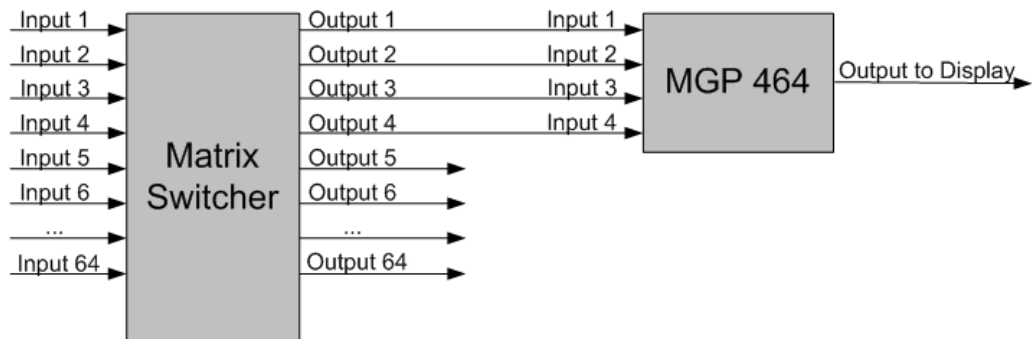 Input 1
Input 2
Input 3
Input 4
Input 5
Input 6
...
Input 64
Matrix
Switcher
Output 1
Output 2
Output 3
Output 4
Output 5
Output 6
...
Output 64
Input 1
Input 2
Input 3
Input 4
MGP 464
Output to Display